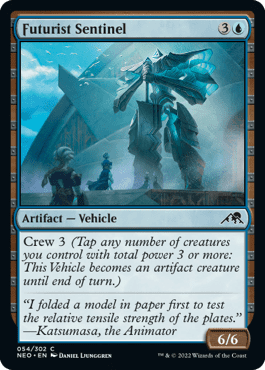 Futurist Sentinel 3
Artifact — Vehicle
Crew 3 (Tap any number of creatures
you control with total power 3 or more:
This Vehicle becomes an artifact creature
until end of turn.)
“I folded a model in paper first to test
the relative tensile strength of the plates.”
—Katsumasa, the Animator
6/6
054/302 C
NEO • EN Daniel Ljunggren
™ & © 2022 Wizards of the Coast